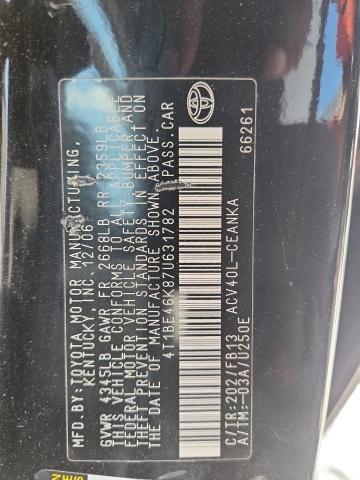 MFD. BY: TOYOTA MOTOR MANUFACTURING,
KENTUCKY, INC. 12/06
GVWR 4345LB GAWR FR 2668LB RR 2359LB
THIS VEHICLE CONFORMS TO ALL APPLICABLE
FEDERAL MOTOR VEHICLE SAFETY, BUMPER, AND
THEFT PREVENTION STANDARDS IN EFFECT ON
THE DATE OF MANUFACTURE SHOWN ABOVE.
4T1BE46K87U631782 PASS.CAR
C/TR:202/FB13 ACV40L-CEANKA
A/TM:-03A/U250E 66261